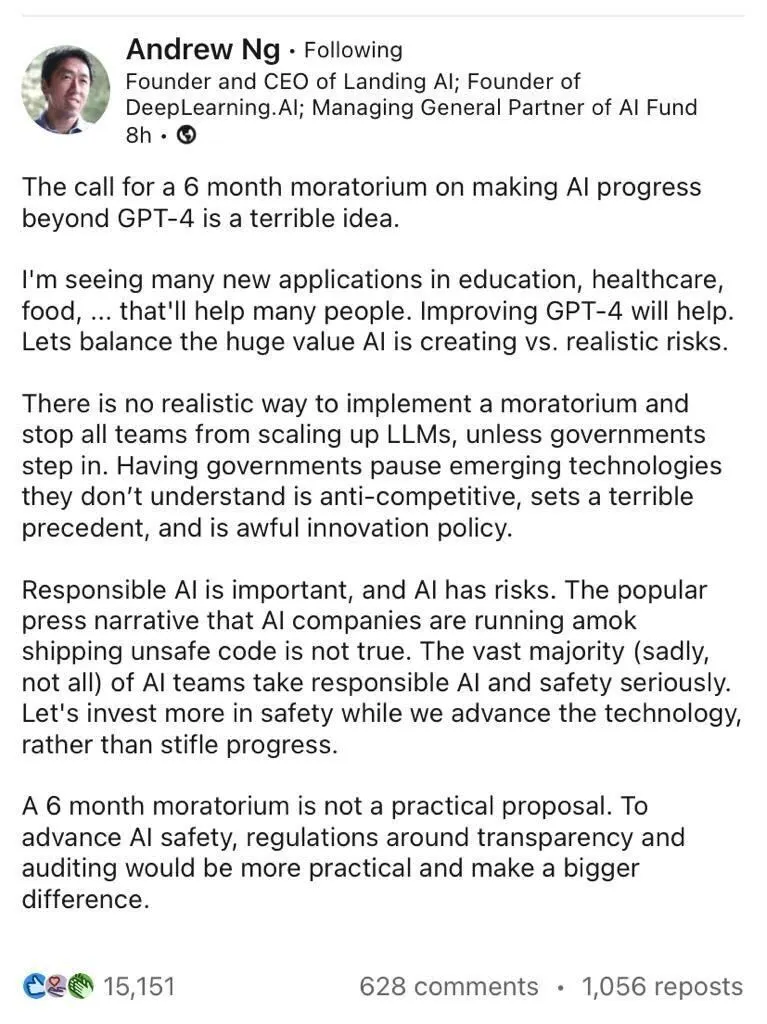 Andrew Ng • Following
Founder and CEO of Landing AI; Founder of
DeepLearning.AI; Managing General Partner of AI Fund
8h •
The call for a 6 month moratorium on making AI progress
beyond GPT-4 is a terrible idea.
I'm seeing many new applications in education, healthcare,
food, ... that'll help many people. Improving GPT-4 will help.
Lets balance the huge value AI is creating vs. realistic risks.
There is no realistic way to implement a moratorium and
stop all teams from scaling up LLMs, unless governments
step in. Having governments pause emerging technologies
they don’t understand is anti-competitive, sets a terrible
precedent, and is awful innovation policy.
Responsible AI is important, and AI has risks. The popular
press narrative that AI companies are running amok
shipping unsafe code is not true. The vast majority (sadly,
not all) of AI teams take responsible AI and safety seriously.
Let's invest more in safety while we advance the technology,
rather than stifle progress.
A 6 month moratorium is not a practical proposal. To
advance AI safety, regulations around transparency and
auditing would be more practical and make a bigger
difference.
15,151 628 comments • 1,056 reposts